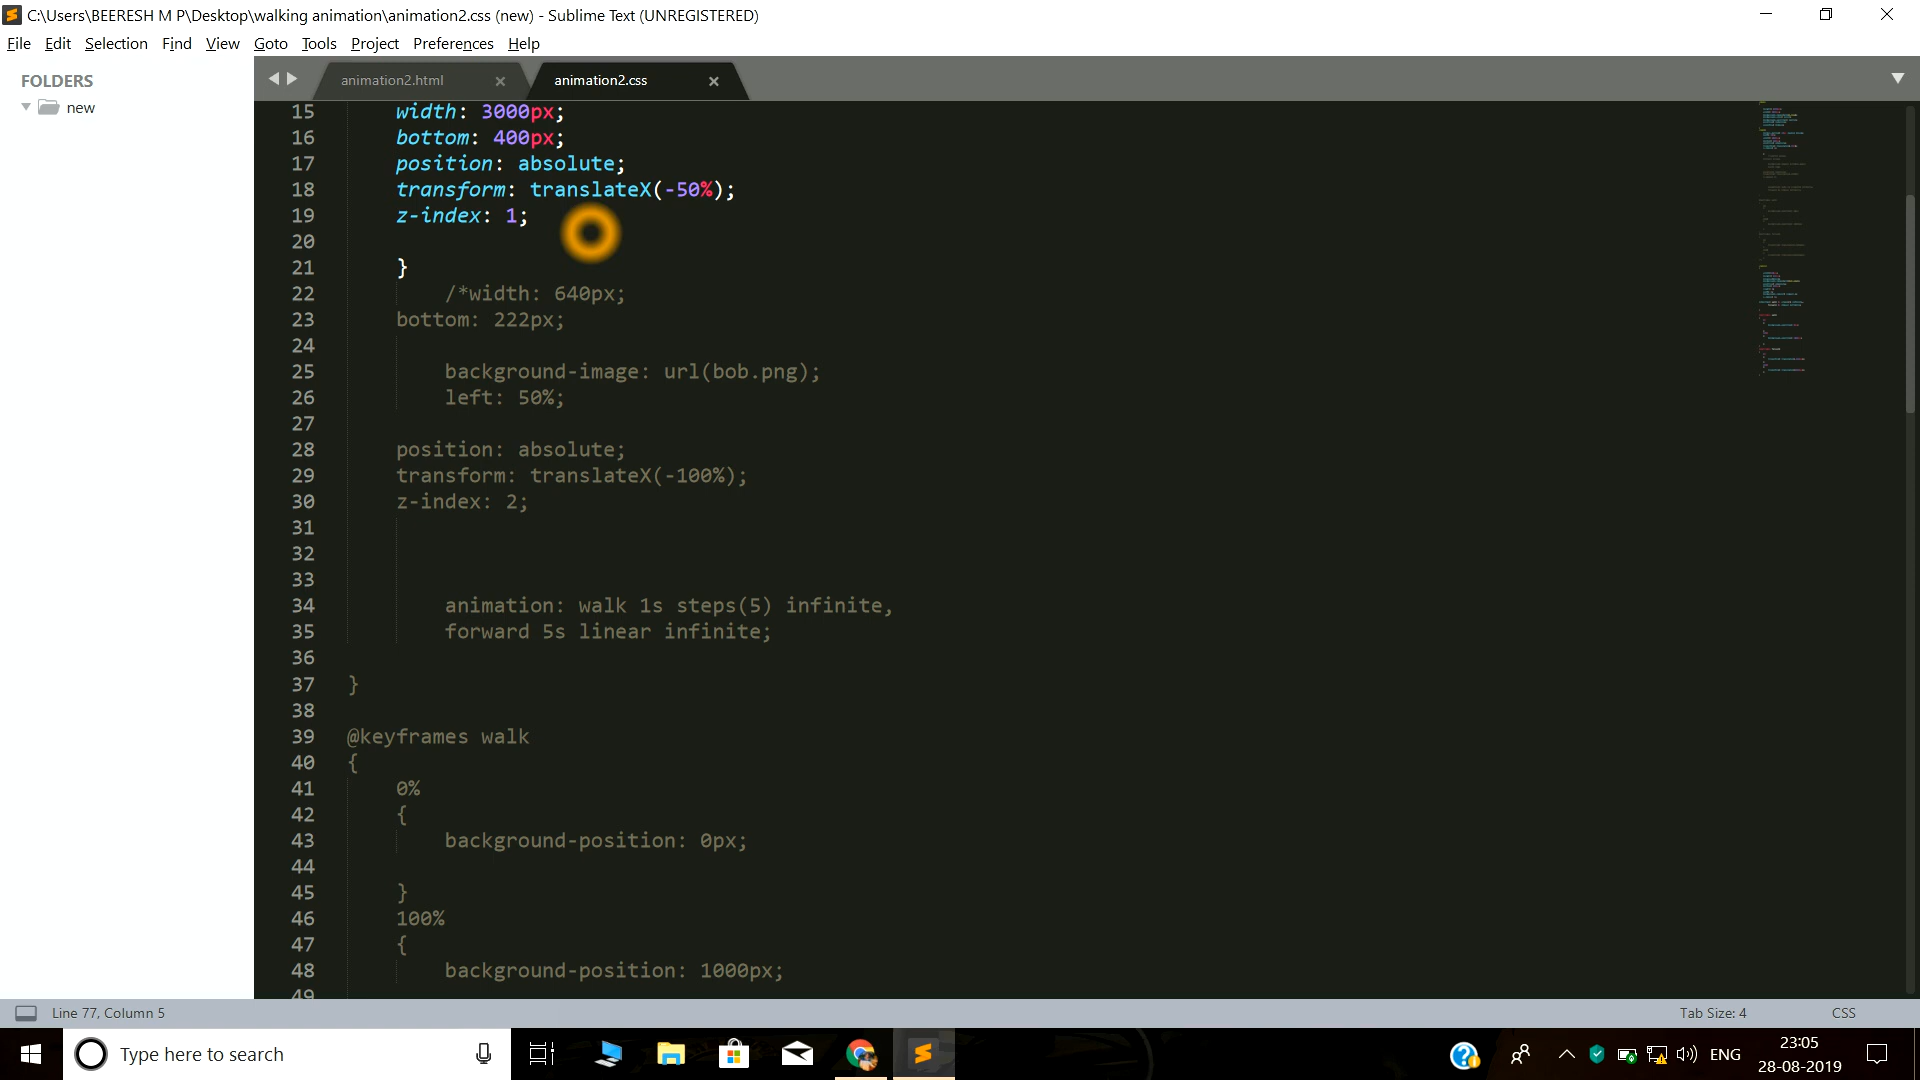 C:\Users\BEERESH M P\Desktop\walking animation\animation2.css (new) - Sublime Text (UNREGISTERED)
File Edit Selection Find View Goto Tools Project Preferences Help
FOLDERS
new
animation2.html
animation2.css
15 width: 3000px;
16 bottom: 400px;
17 position: absolute;
18 transform: translateX(-50%);
19 z-index: 1;
20
21 }
22 /*width: 640px;
23 bottom: 222px;
24
25 background-image: url(bob.png);
26 left: 50%;
27
28 position: absolute;
29 transform: translateX(-100%);
30 z-index: 2;
31
32
33
34 animation: walk 1s steps(5) infinite,
35 forward 5s linear infinite;
36
37 }
38
39 @keyframes walk
40 {
41 0%
42 {
43 background-position: 0px;
44
45 }
46 100%
47 {
48 background-position: 1000px;
49
Line 77, Column 5
Tab Size: 4
CSS
Type here to search
ENG
23:05
28-08-2019